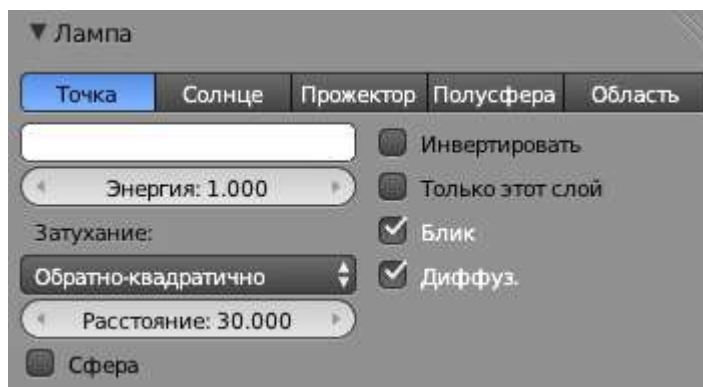 Лампа
Точка Солнце Прожектор Полусфера Область
Инвертировать
Энергия: 1.000 Только этот слой
Затухание: Блик
Обратно-квадратично Диффуз.
Расстояние: 30.000
Сфера